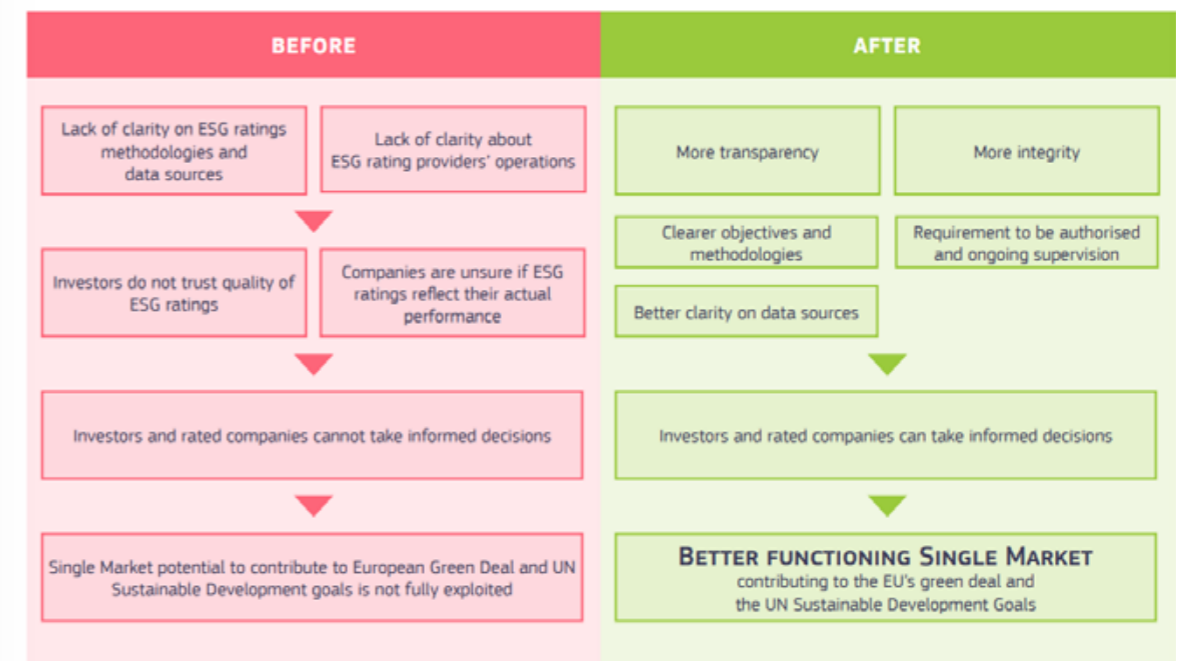 BEFORE
Lack of clarity on ESG ratings
methodologies and
data sources
Lack of clarity about
ESG rating providers' operations
Investors do not trust quality of
ESG ratings
Companies are unsure if ESG
ratings reflect their actual
performance
Investors and rated companies cannot take informed decisions
Single Market potential to contribute to European Green Deal and UN
Sustainable Development goals is not fully exploited
AFTER
More transparency
More integrity
Clearer objectives and
methodologies
Requirement to be authorised
and ongoing supervision
Better clarity on data sources
Investors and rated companies can take informed decisions
BETTER FUNCTIONING SINGLE MARKET
contributing to the EU's green deal and
the UN Sustainable Development Goals